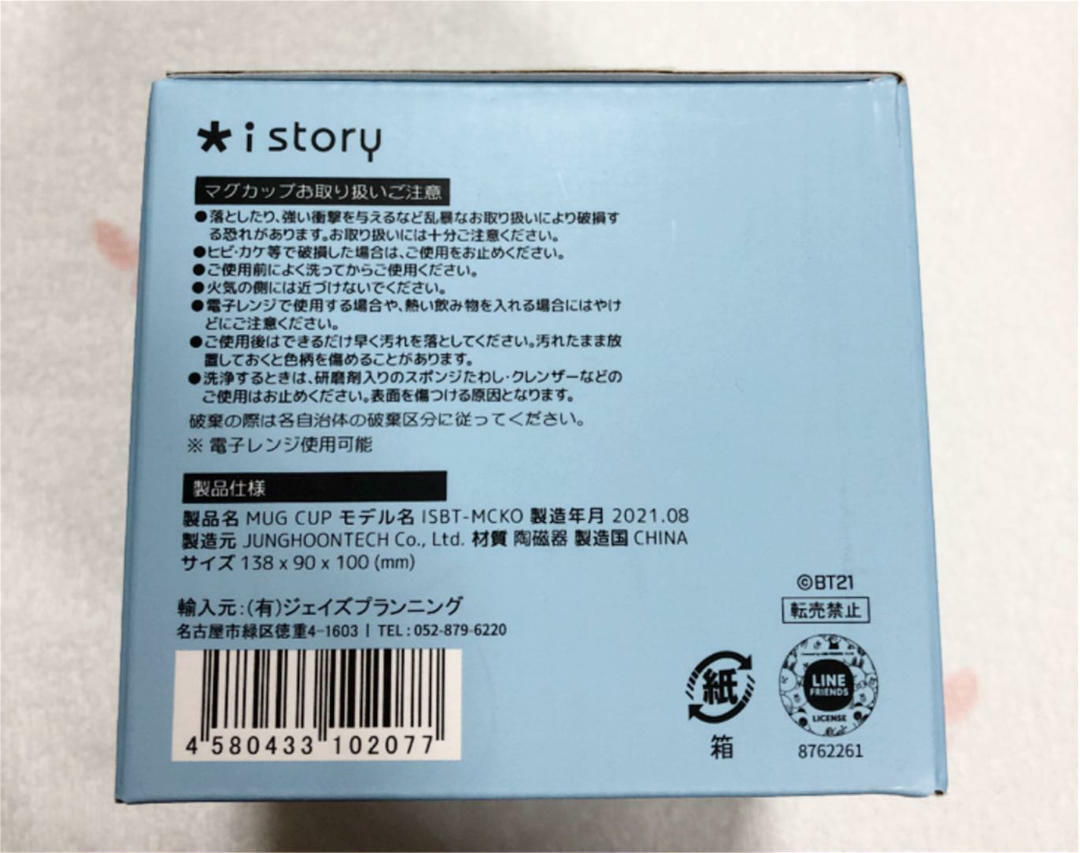 *i story
マグカップお取り扱いご注意
●落としたり、強い衝撃を与えるなど乱暴なお取り扱いにより破損す
る恐れがあります。お取り扱いには十分ご注意ください。
●ヒビ・カケ等で破損した場合は、ご使用をお止めください。
●ご使用前によく洗ってからご使用ください。
●火気の側には近づけないでください。
●電子レンジで使用する場合や、熱い飲み物を入れる場合にはやけ
どにご注意ください。
●ご使用後はできるだけ早く汚れを落としてください。汚れたまま放
置しておくと色柄を傷めることがあります。
●洗浄するときは、研磨剤入りのスポンジたわし・クレンザーなどの
ご使用はお止めください。表面を傷つける原因となります。
破棄の際は各自治体の破棄区分に従ってください。
※ 電子レンジ使用可能
製品仕様
製品名 MUG CUP モデル名 ISBT-MCKO 製造年月 2021.08
製造元 JUNGHOONTECH Co., Ltd. 材質 陶磁器 製造国 CHINA
サイズ 138 x 90 x 100 (mm)
輸入元:(有)ジェイズプランニング
名古屋市緑区徳重4-1603 | TEL : 052-879-6220
4 580433 102077
紙
箱
©BT21
転売禁止
LINE
FRIENDS
LICENSE
8762261